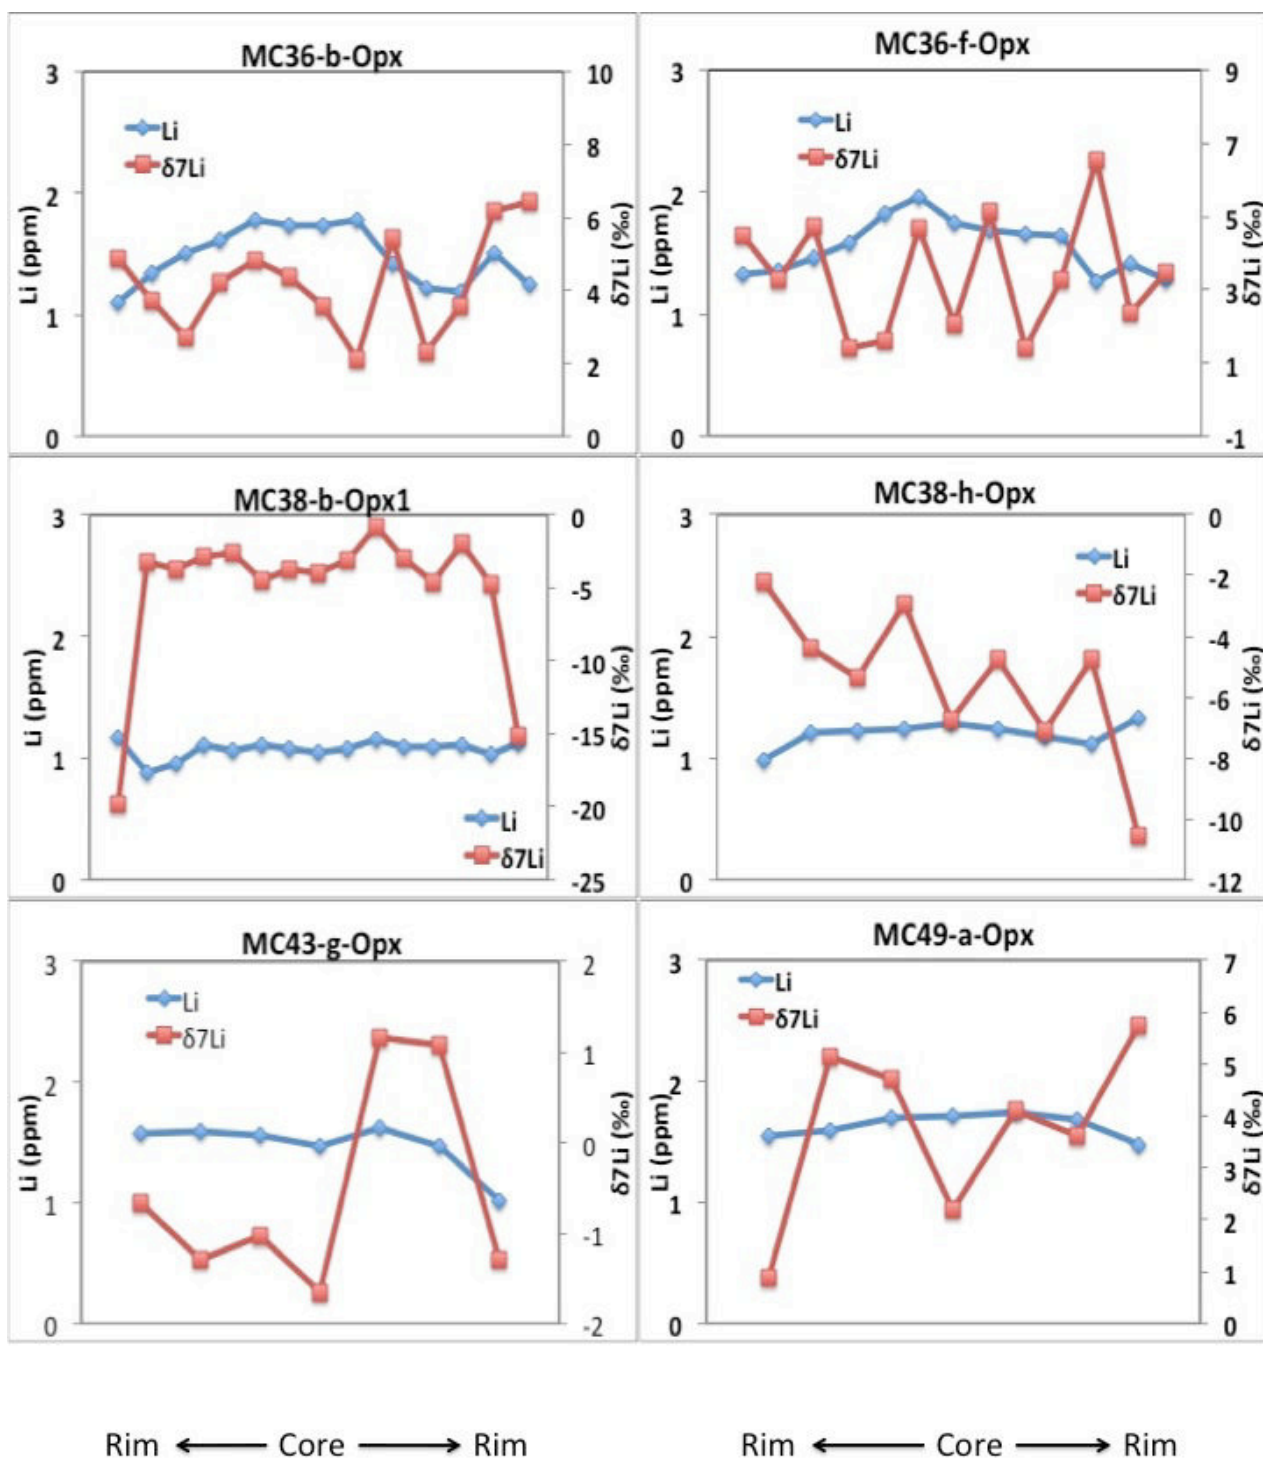 MC36-b-Opx
3
2
1
0
Li (ppm)
Li
δ7Li
10
8
6
4
2
0
δ7Li (‰)
MC36-f-Opx
3
2
1
0
Li (ppm)
Li
δ7Li
9
7
5
3
1
-1
δ7Li (‰)
MC38-b-Opx1
3
2
1
0
Li (ppm)
Li
δ7Li
0
-5
-10
-15
-20
-25
δ7Li (‰)
MC38-h-Opx
3
2
1
0
Li (ppm)
Li
δ7Li
0
-2
-4
-6
-8
-10
-12
δ7Li (‰)
MC43-g-Opx
3
2
1
0
Li (ppm)
Li
δ7Li
2
1
0
-1
-2
δ7Li (‰)
MC49-a-Opx
3
2
1
0
Li (ppm)
Li
δ7Li
7
6
5
4
3
2
1
0
δ7Li (‰)
Rim ← Core → Rim
Rim ← Core → Rim